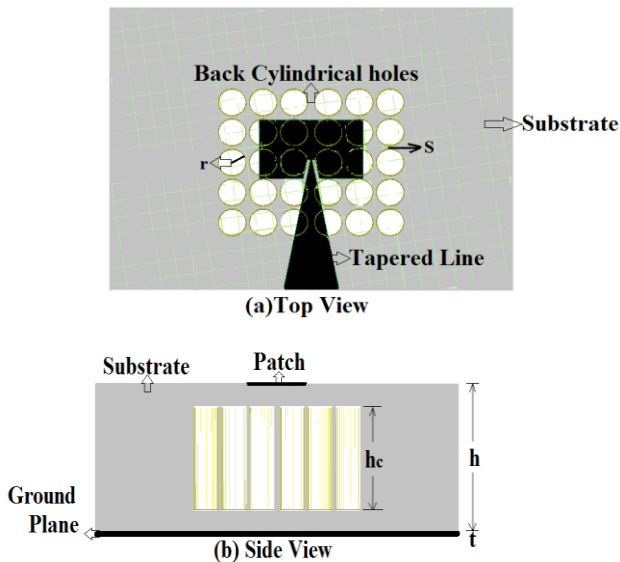 Back Cylindrical holes
Substrate
r
S
Tapered Line
(a)Top View
Substrate
Patch
hc
h
Ground
Plane
t
(b) Side View